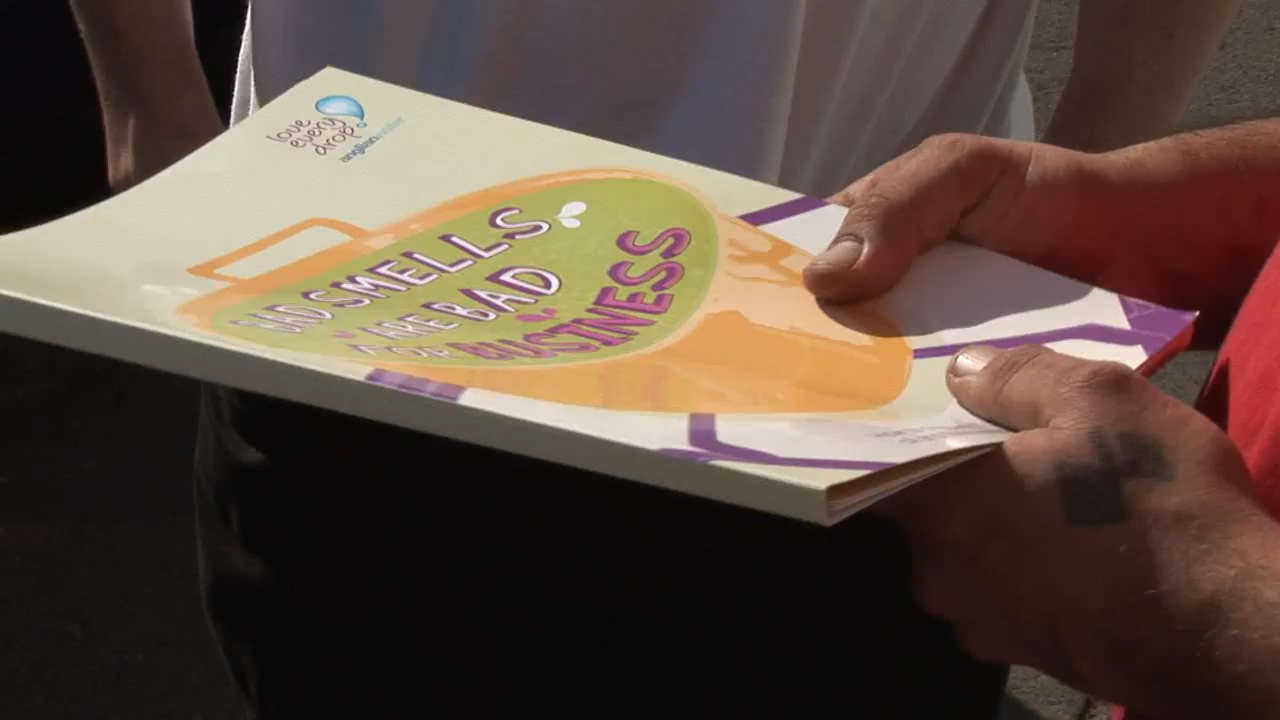 love
every
drop
anglianwater
BAD SMELLS
ARE BAD
FOR BUSINESS